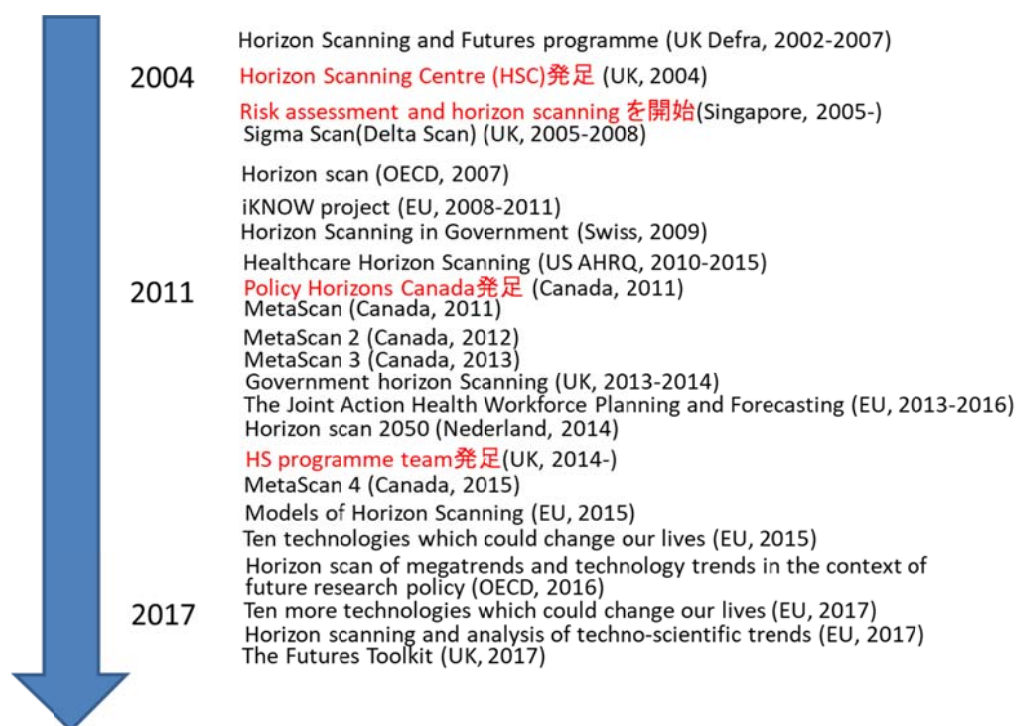 Horizon Scanning and Futures programme (UK Defra, 2002-2007)
2004
Horizon Scanning Centre (HSC)発足 (UK, 2004)
Risk assessment and horizon scanning を開始(Singapore, 2005-)
Sigma Scan(Delta Scan) (UK, 2005-2008)
Horizon scan (OECD, 2007)
iKNOW project (EU, 2008-2011)
Horizon Scanning in Government (Swiss, 2009)
Healthcare Horizon Scanning (US AHRQ, 2010-2015)
2011
Policy Horizons Canada発足 (Canada, 2011)
MetaScan (Canada, 2011)
MetaScan 2 (Canada, 2012)
MetaScan 3 (Canada, 2013)
Government horizon Scanning (UK, 2013-2014)
The Joint Action Health Workforce Planning and Forecasting (EU, 2013-2016)
Horizon scan 2050 (Nederland, 2014)
HS programme team発足(UK, 2014-)
MetaScan 4 (Canada, 2015)
Models of Horizon Scanning (EU, 2015)
Ten technologies which could change our lives (EU, 2015)
Horizon scan of megatrends and technology trends in the context of
future research policy (OECD, 2016)
2017
Ten more technologies which could change our lives (EU, 2017)
Horizon scanning and analysis of techno-scientific trends (EU, 2017)
The Futures Toolkit (UK, 2017)